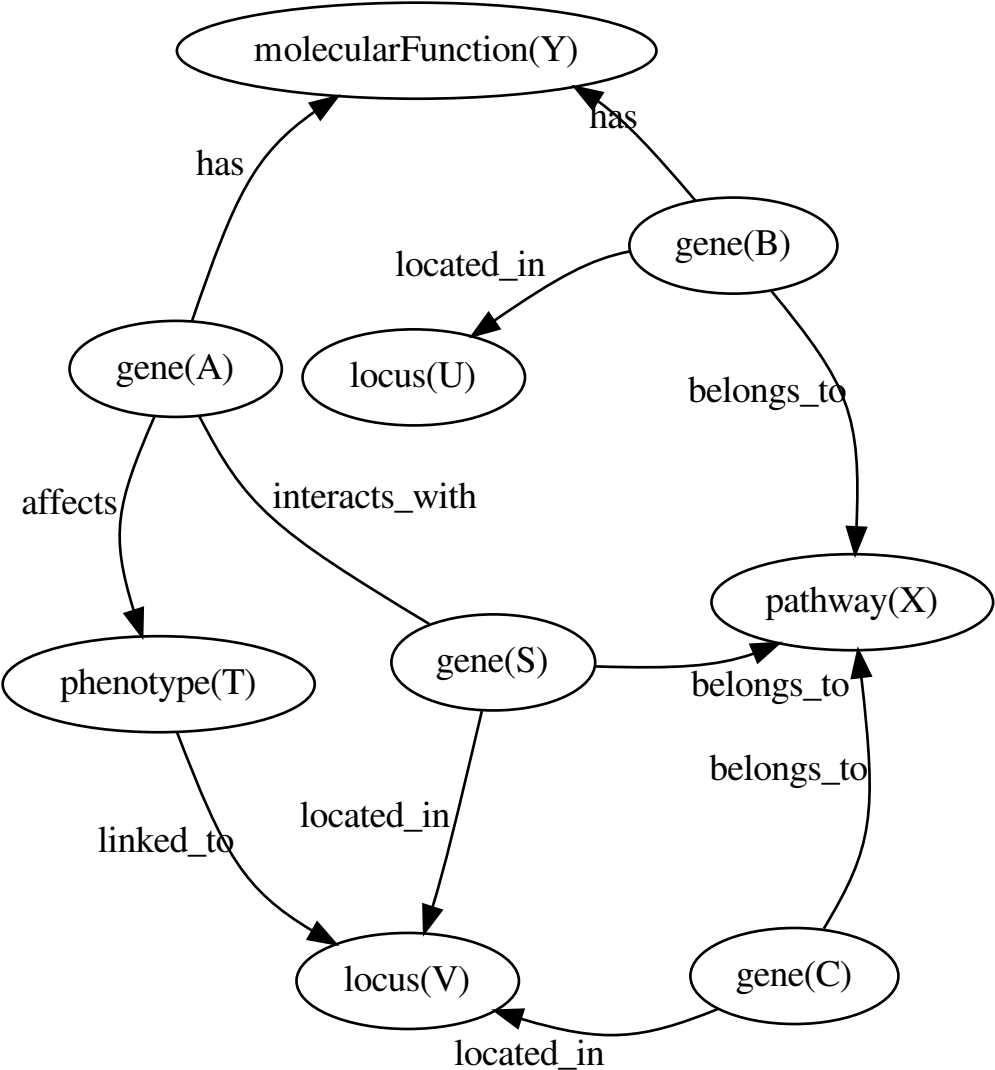 molecularFunction(Y)
has
has
gene(B)
located_in
gene(A)
locus(U)
belongs_to
affects
interacts_with
pathway(X)
gene(S)
phenotype(T)
belongs_to
belongs_to
located_in
linked_to
locus(V)
gene(C)
located_in